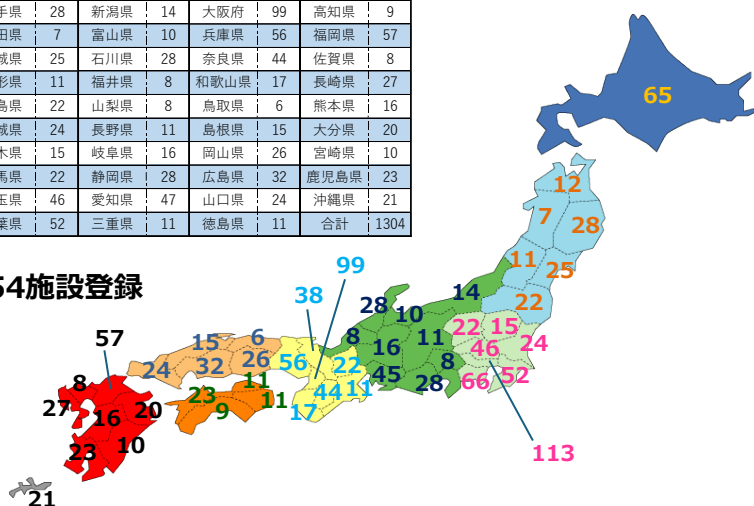 手県 28 新潟県 14 大阪府 99 高知県 9
田県 7 富山県 10 兵庫県 56 福岡県 57
城県 25 石川県 28 奈良県 44 佐賀県 8
形県 11 福井県 8 和歌山県 17 長崎県 27
島県 22 山梨県 8 鳥取県 6 熊本県 16
城県 24 長野県 11 島根県 15 大分県 20
木県 15 岐阜県 16 岡山県 26 宮崎県 10
馬県 22 静岡県 28 広島県 32 鹿児島県 23
玉県 46 愛知県 47 山口県 24 沖縄県 21
葉県 52 三重県 11 徳島県 11 合計 1304
65
12
7 28
11 25
22
54施設登録
99
38
28 10 14
57
15 6 8 16 11 22 15 24
24 32 26 56 22 8 46
8 11 45 28 66 52
27 16 20 23 9 11 17 44 11
23 10
113
21